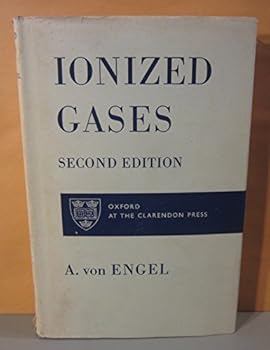 IONIZED
GASES
SECOND EDITION
OXFORD
AT THE CLARENDON PRESS
A. von ENGEL